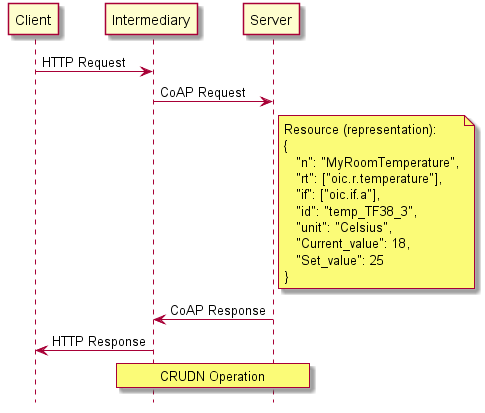 Client
Intermediary
Server
HTTP Request
CoAP Request
Resource (representation):
{
"n": "MyRoomTemperature",
"rt": ["oic.r.temperature"],
"if": ["oic.if.a"],
"id": "temp_TF38_3",
"unit": "Celsius",
"Current_value": 18,
"Set_value": 25
}
CoAP Response
HTTP Response
CRUDN Operation